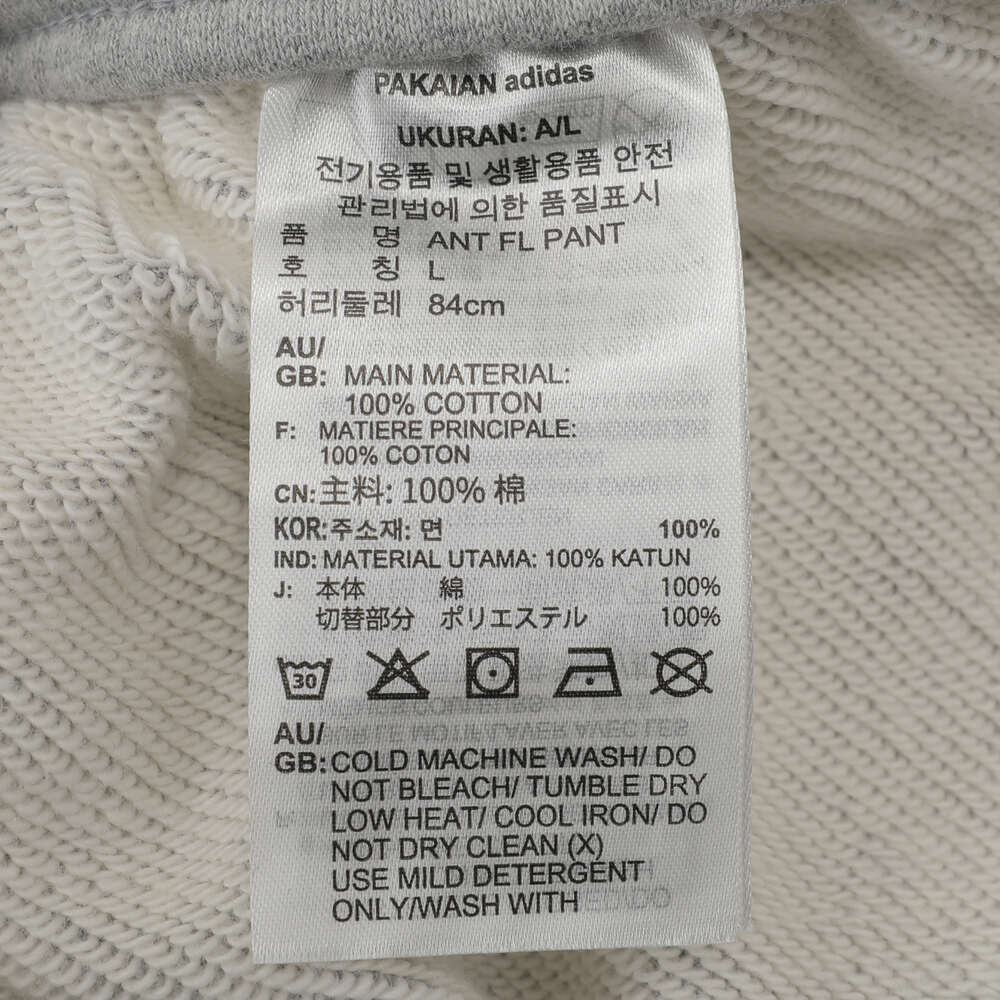 PAKAIAN adidas
UKURAN: A/L
전기용품 및 생활용품 안전
관리법에 의한 품질표시
품 명 ANT FL PANT
호 칭 L
허리둘레 84cm
AU/
GB: MAIN MATERIAL:
100% COTTON
F: MATIERE PRINCIPALE:
100% COTON
CN: 主料: 100% 棉
KOR: 주소재: 면 100%
IND: MATERIAL UTAMA: 100% KATUN
J: 本体 綿 100%
切替部分 ポリエステル 100%
30
AU/
GB: COLD MACHINE WASH/ DO
NOT BLEACH/ TUMBLE DRY
LOW HEAT/ COOL IRON/ DO
NOT DRY CLEAN (X)
USE MILD DETERGENT
ONLY/WASH WITH